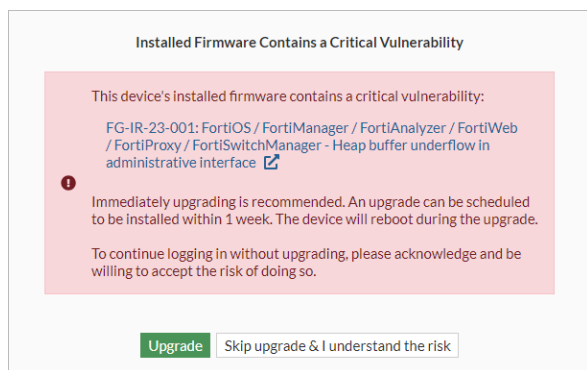 Installed Firmware Contains a Critical Vulnerability
This device's installed firmware contains a critical vulnerability:
FG-IR-23-001: FortiOS / FortiManager / FortiAnalyzer / FortiWeb
/ FortiProxy / FortiSwitchManager - Heap buffer underflow in
administrative interface
Immediately upgrading is recommended. An upgrade can be scheduled
to be installed within 1 week. The device will reboot during the upgrade.
To continue logging in without upgrading, please acknowledge and be
willing to accept the risk of doing so.
Upgrade
Skip upgrade & I understand the risk